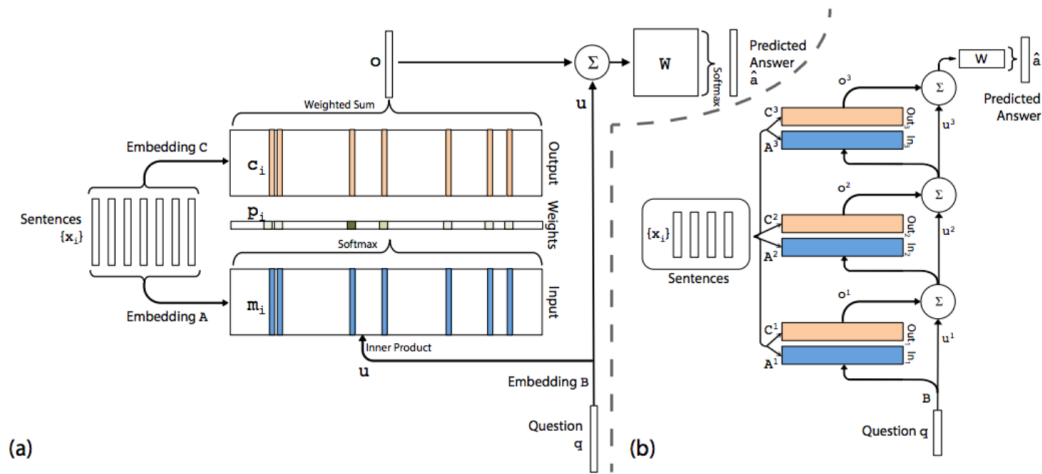 o
Weighted Sum
Embedding C
c_i
Output
Sentences
{x_i}
p_i
Weights
Softmax
Embedding A
m_i
Input
Inner Product
u
Embedding B
Question
q
u
Σ
W
Softmax
Predicted
Answer
â
(a)
{x_i}
Sentences
o³
C³
A³
Out₃
In₃
u³
Σ
W
â
Predicted
Answer
o²
C²
A²
Out₂
In₂
u²
Σ
o¹
C¹
A¹
Out₁
In₁
u¹
Σ
B
Question q
(b)